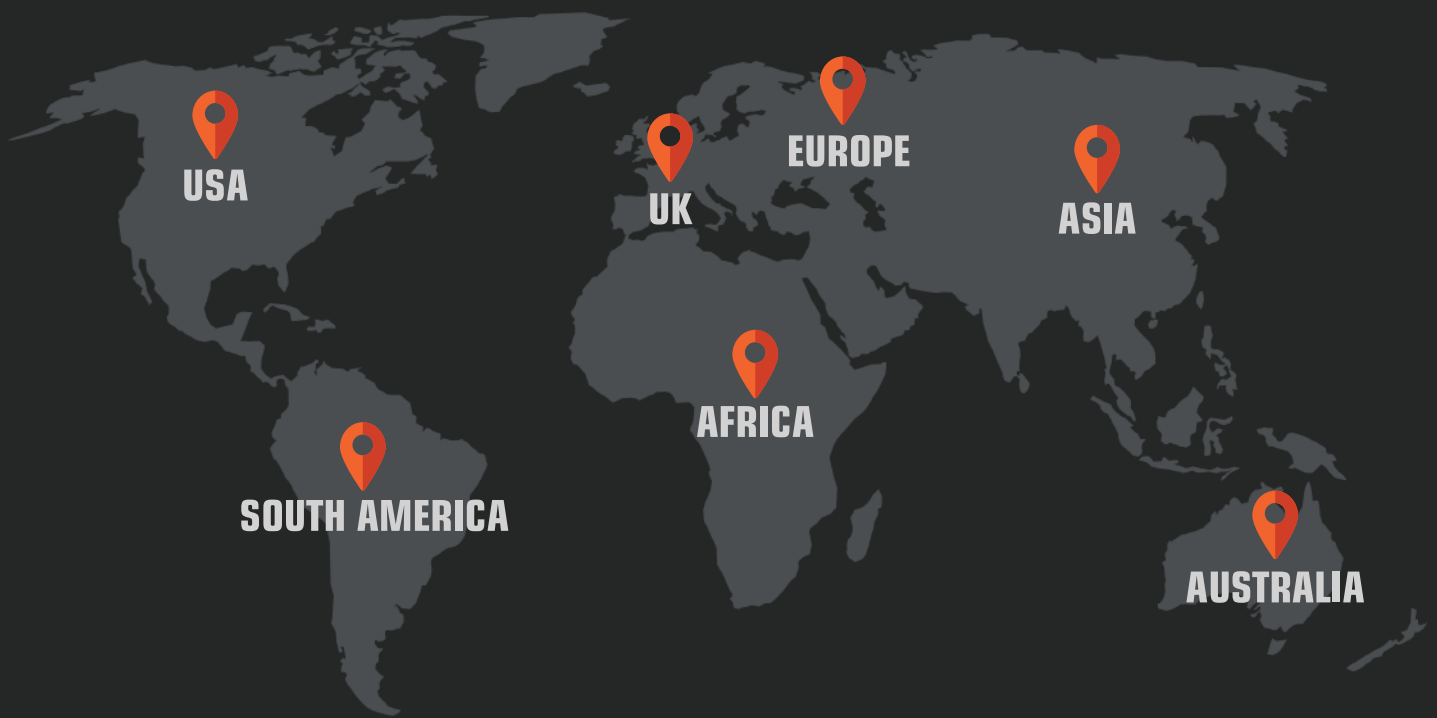 EUROPE
USA
UK
ASIA
AFRICA
SOUTH AMERICA
AUSTRALIA